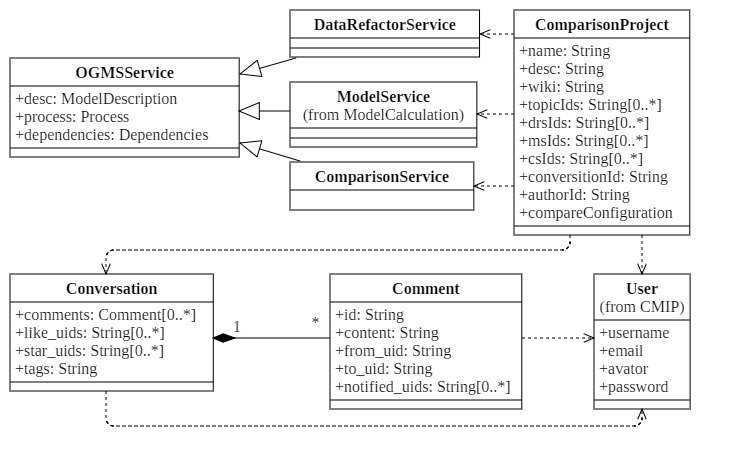 DataRefactorService
ComparisonProject
+name: String
+desc: String
+wiki: String
+topicIds: String[0..*]
+drsIds: String[0..*]
+msIds: String[0..*]
+csIds: String[0..*]
+conversitionId: String
+authorId: String
+compareConfiguration
OGMSService
+desc: ModelDescription
+process: Process
+dependencies: Dependencies
ModelService
(from ModelCalculation)
ComparisonService
Conversation
+comments: Comment[0..*]
+like_uids: String[0..*]
+star_uids: String[0..*]
+tags: String
1
*
Comment
+id: String
+content: String
+from_uid: String
+to_uid: String
+notified_uids: String[0..*]
User
(from CMIP)
+username
+email
+avator
+password